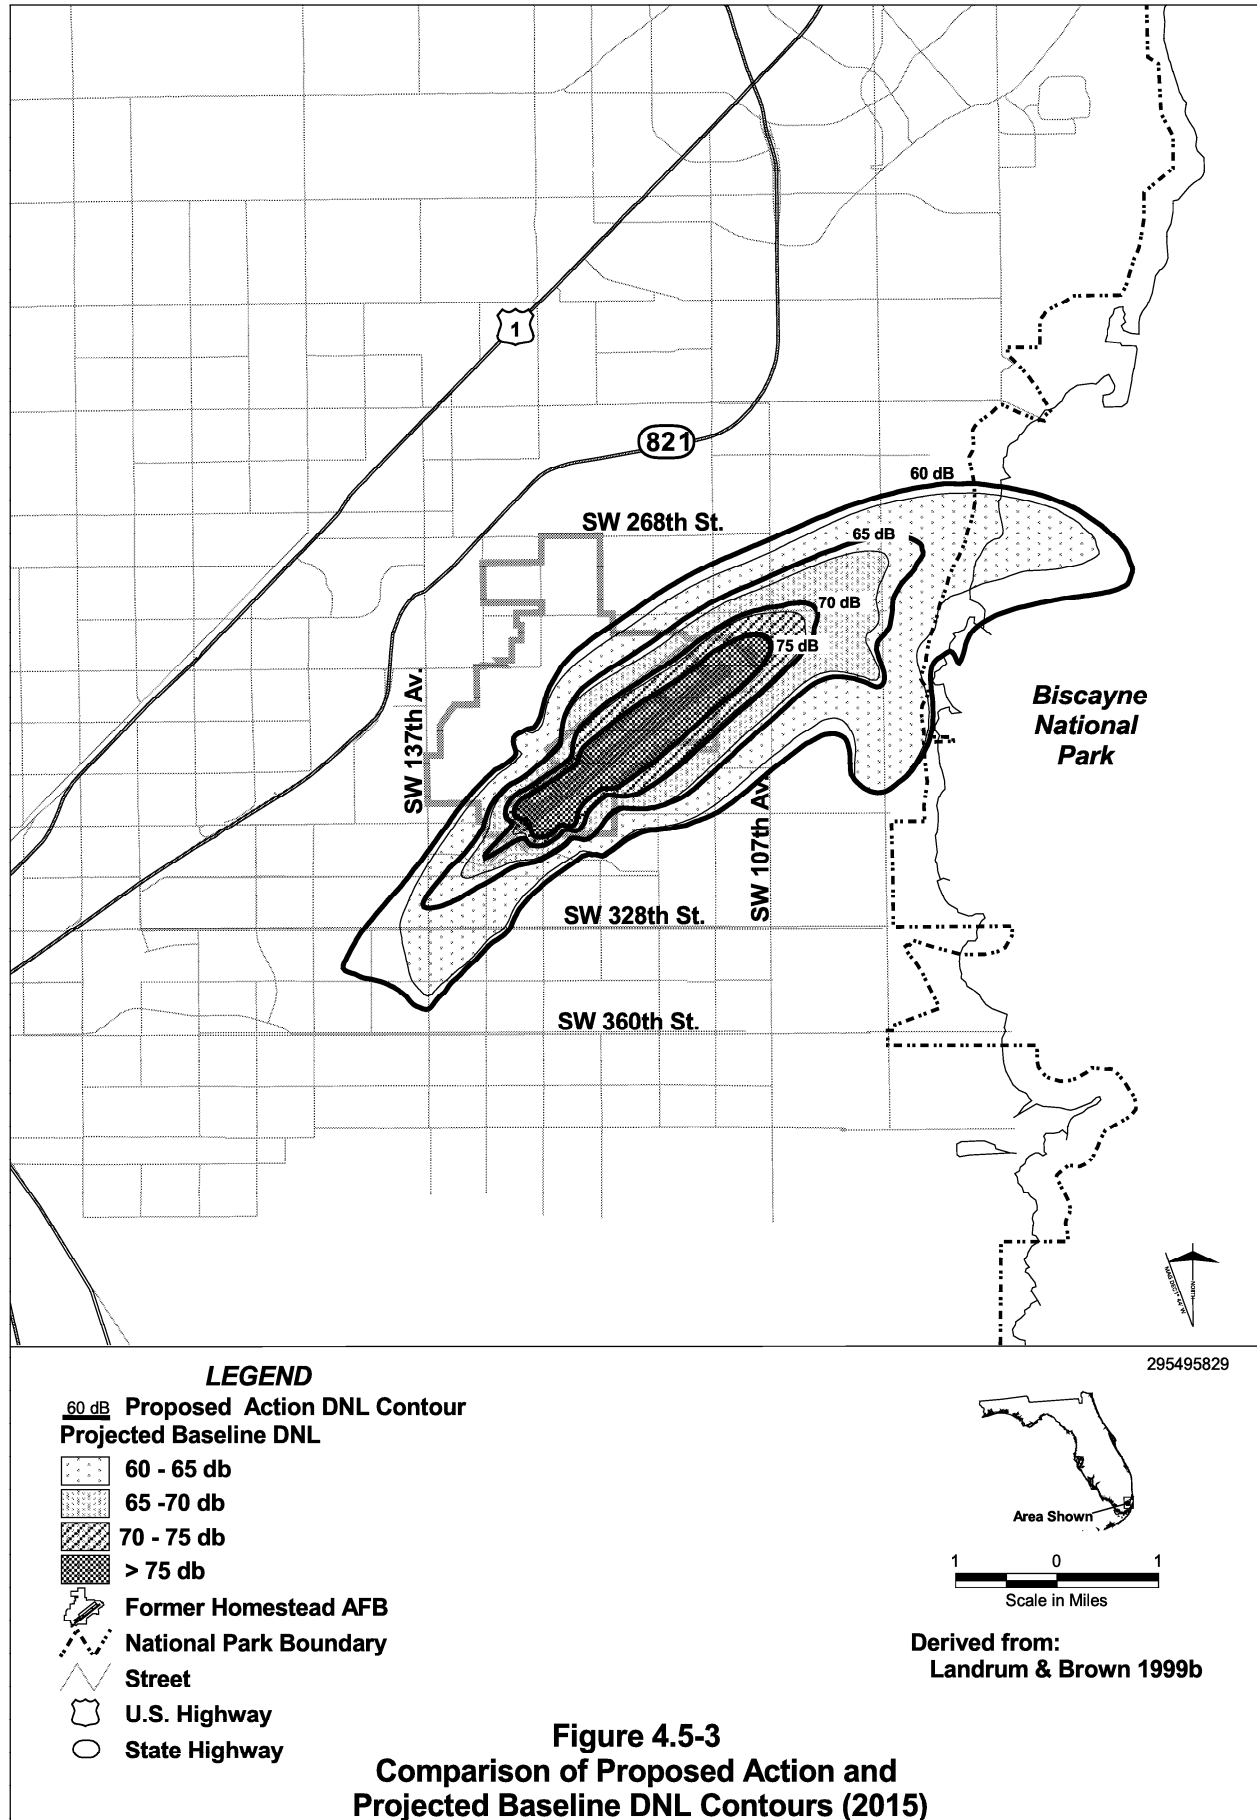 1
821
60 dB
SW 268th St.
65 dB
70 dB
75 dB
SW 137th Av.
Biscayne
National
Park
SW 107th Av.
SW 328th St.
SW 360th St.
NORTH
295495829
LEGEND
60 dB Proposed Action DNL Contour
Projected Baseline DNL
60 - 65 db
65 -70 db
70 - 75 db
> 75 db
Former Homestead AFB
National Park Boundary
Street
U.S. Highway
State Highway
Area Shown
1 0 1
Scale in Miles
Derived from:
Landrum & Brown 1999b
Figure 4.5-3
Comparison of Proposed Action and
Projected Baseline DNL Contours (2015)